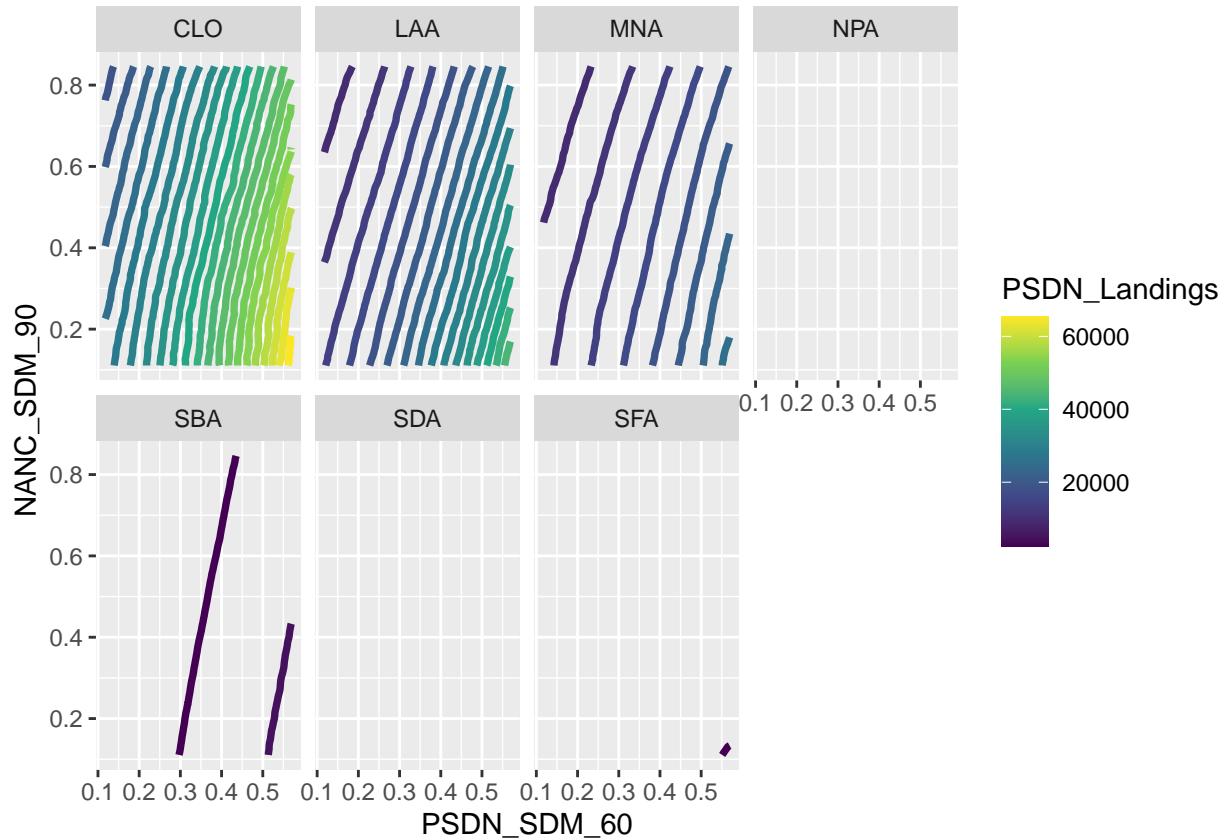 CLO LAA MNA NPA
0.8
0.6
0.4
0.2
0.1 0.2 0.3 0.4 0.5
SBA SDA SFA
0.8
0.6
0.4
0.2
0.1 0.2 0.3 0.4 0.5 0.1 0.2 0.3 0.4 0.5 0.1 0.2 0.3 0.4 0.5
PSDN_SDM_60
NANC_SDM_90
PSDN_Landings
60000
40000
20000